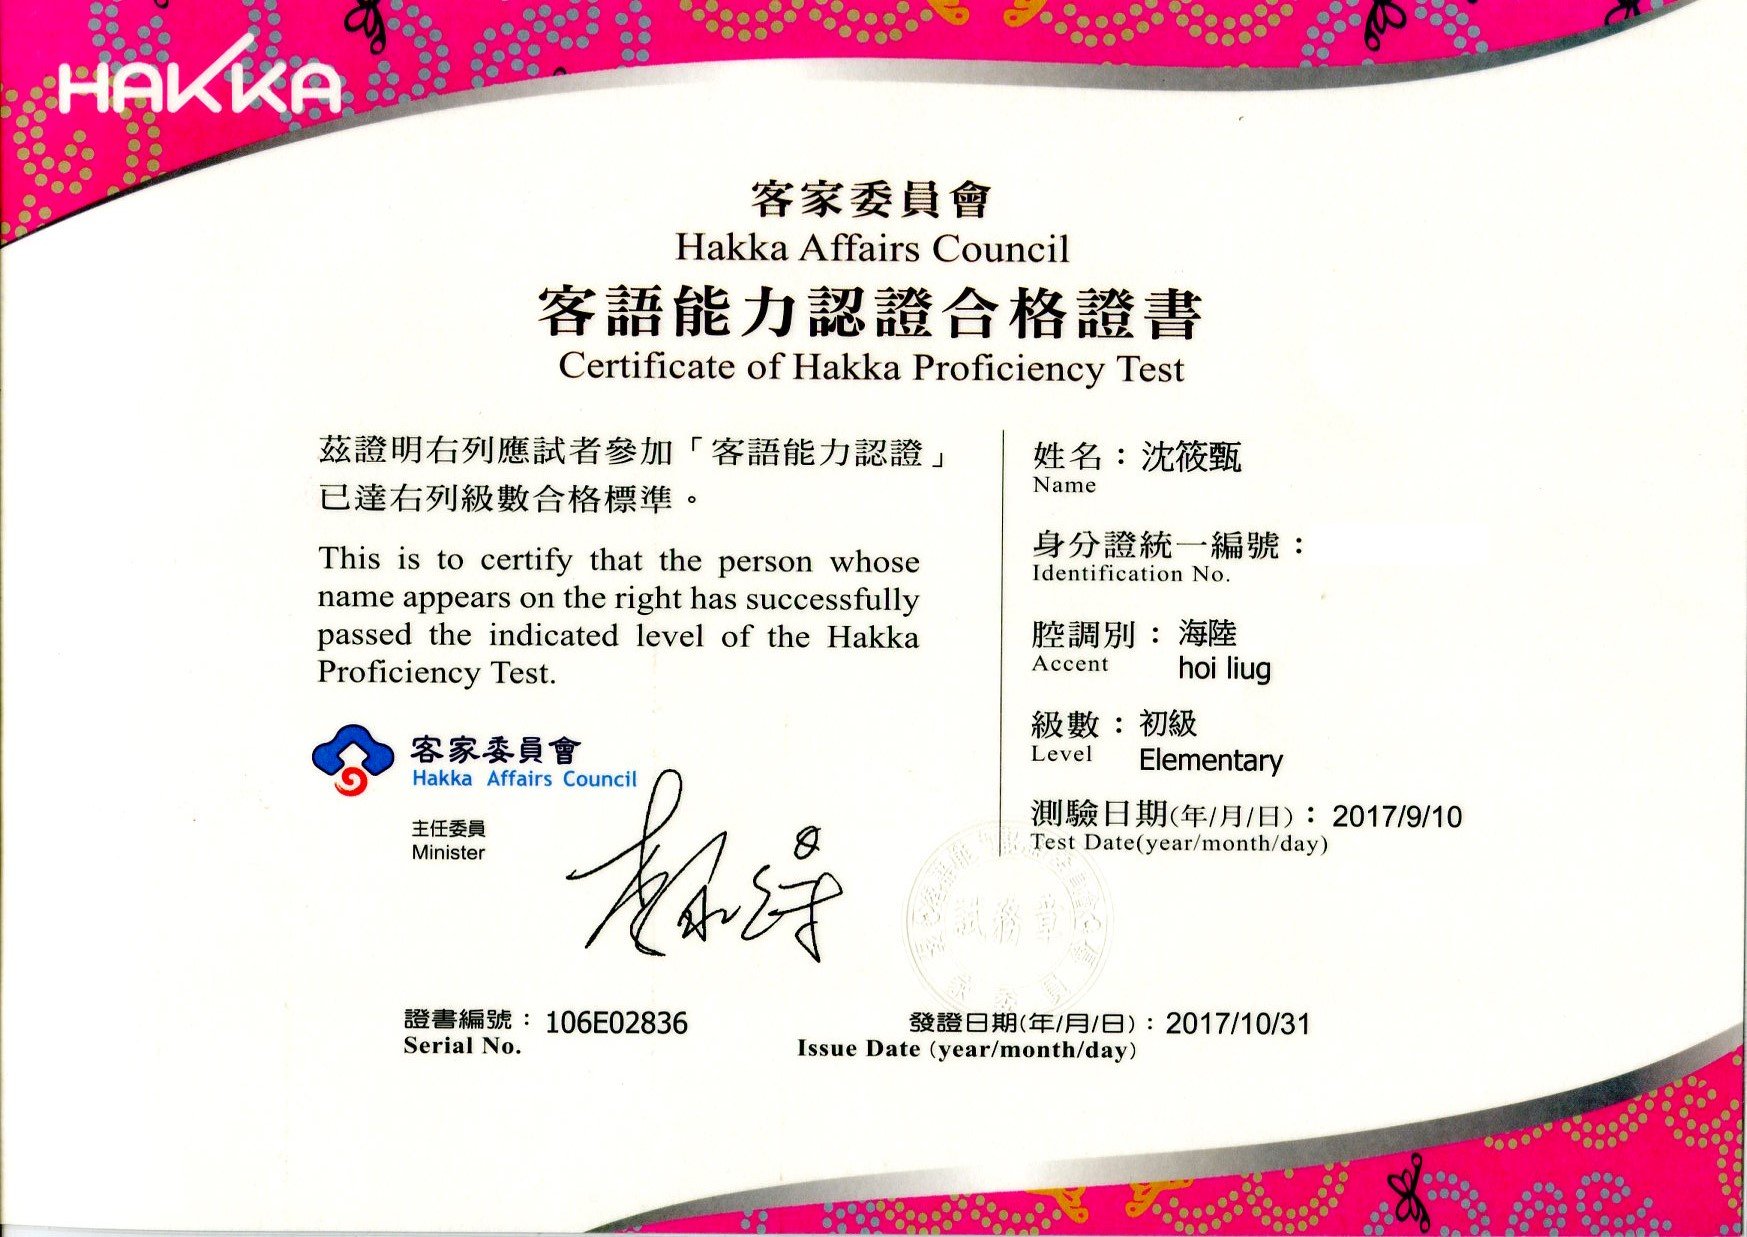 HAKKA
客家委員會
Hakka Affairs Council
客語能力認證合格證書
Certificate of Hakka Proficiency Test
茲證明右列應試者參加「客語能力認證」
已達右列級數合格標準。
This is to certify that the person whose
name appears on the right has successfully
passed the indicated level of the Hakka
Proficiency Test.
客家委員會
Hakka Affairs Council
主任委員
Minister
姓名：沈筱甄
Name
身分證統一編號：
Identification No.
腔調別：海陸
Accent hoi liug
級數：初級
Level Elementary
測驗日期(年/月/日)：2017/9/10
Test Date(year/month/day)
試務章
證書編號：106E02836
Serial No.
發證日期(年/月/日)：2017/10/31
Issue Date (year/month/day)